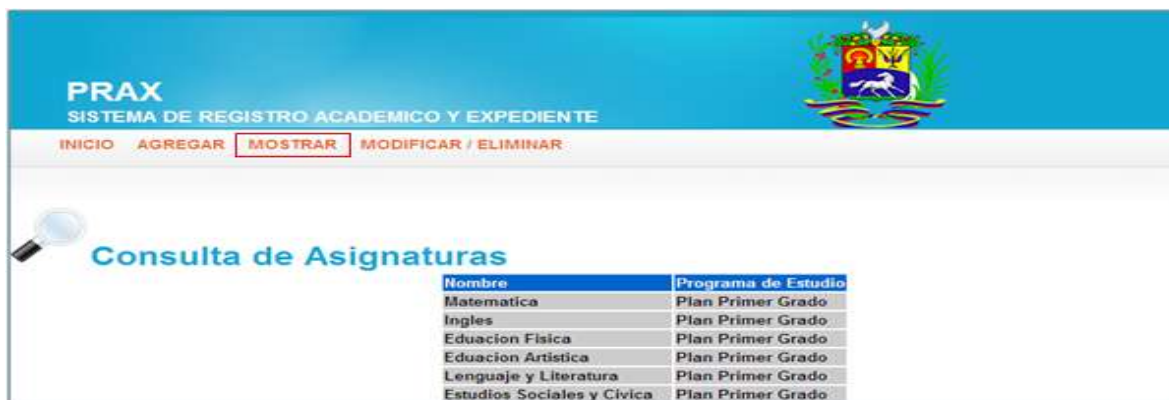 PRAX
SISTEMA DE REGISTRO ACADEMICO Y EXPEDIENTE
INICIO AGREGAR MOSTRAR MODIFICAR / ELIMINAR
Consulta de Asignaturas
Nombre Programa de Estudio
Matematica Plan Primer Grado
Ingles Plan Primer Grado
Eduacion Fisica Plan Primer Grado
Eduacion Artistica Plan Primer Grado
Lenguaje y Literatura Plan Primer Grado
Estudios Sociales y Civica Plan Primer Grado